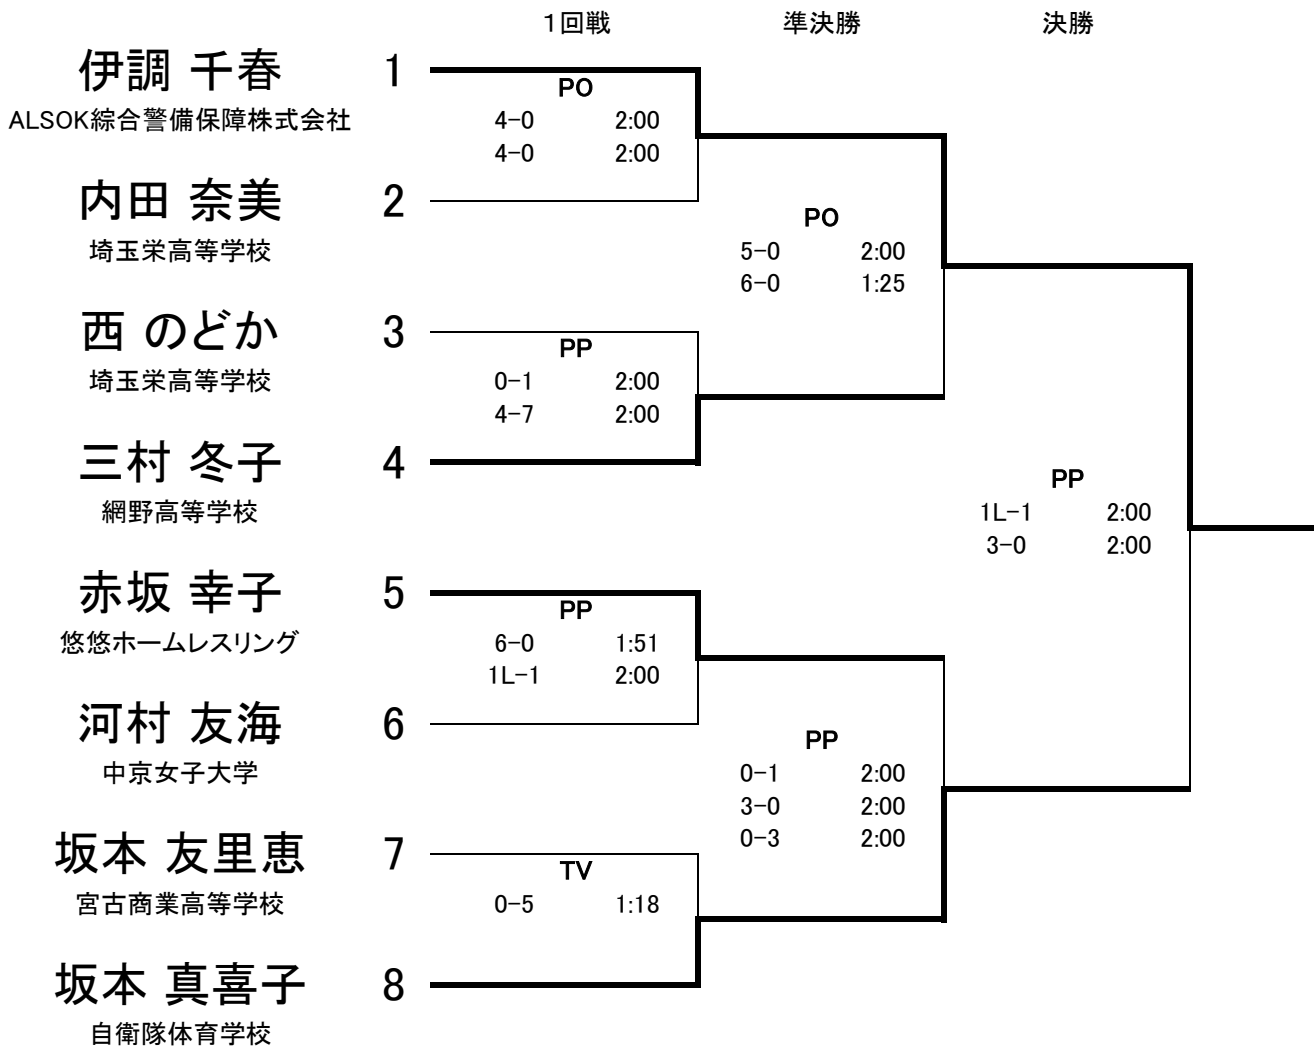 1回戦 準決勝 決勝
伊調 千春 1
ALSOK綜合警備保障株式会社
PO
4-0 2:00
4-0 2:00
内田 奈美 2
埼玉栄高等学校
PO
5-0 2:00
6-0 1:25
西 のどか 3
埼玉栄高等学校
PP
0-1 2:00
4-7 2:00
三村 冬子 4
網野高等学校
PP
1L-1 2:00
3-0 2:00
赤坂 幸子 5
悠悠ホームレスリング
PP
6-0 1:51
1L-1 2:00
河村 友海 6
中京女子大学
PP
0-1 2:00
3-0 2:00
0-3 2:00
坂本 友里恵 7
宮古商業高等学校
TV
0-5 1:18
坂本 真喜子 8
自衛隊体育学校